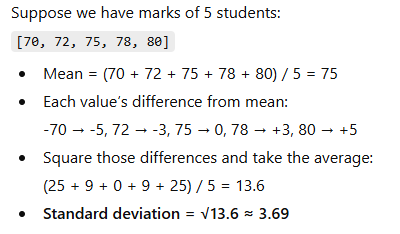 Suppose we have marks of 5 students:
[70, 72, 75, 78, 80]
• Mean = (70 + 72 + 75 + 78 + 80) / 5 = 75
• Each value's difference from mean:
-70 → -5, 72 → -3, 75 → 0, 78 → +3, 80 → +5
• Square those differences and take the average:
(25 + 9 + 0 + 9 + 25) / 5 = 13.6
• Standard deviation = √13.6 ≈ 3.69